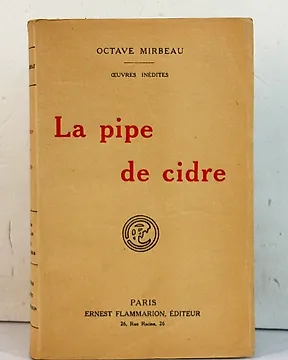 OCTAVE MIRBEAU
ŒUVRES INÉDITES
La pipe
de cidre
PARIS
ERNEST FLAMMARION, ÉDITEUR
26, Rue Racine, 26